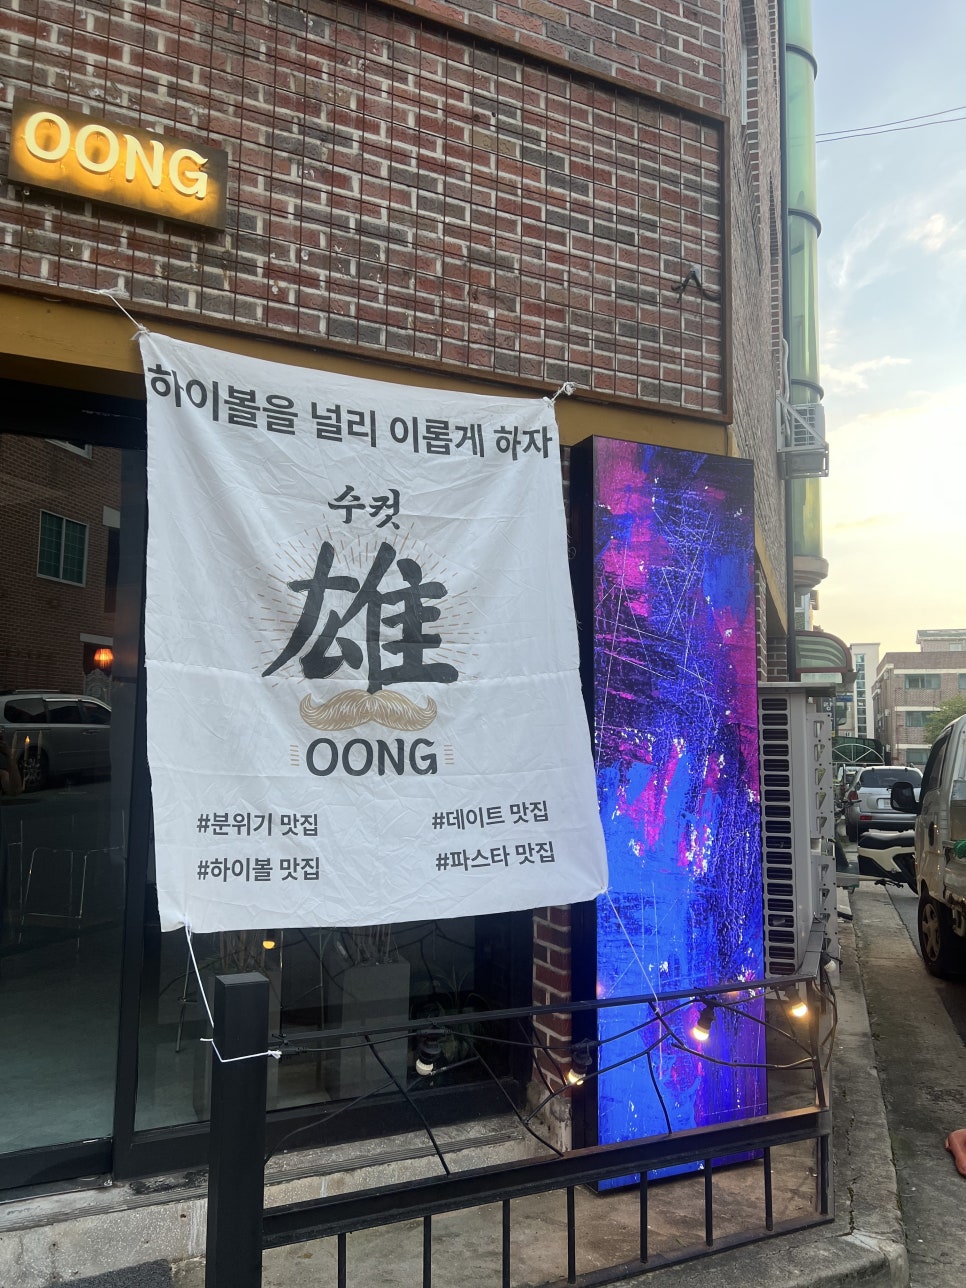 OONG
하이볼을 널리 이롭게 하자
수컷
雄
OONG
#분위기 맛집 #데이트 맛집
#하이볼 맛집 #파스타 맛집